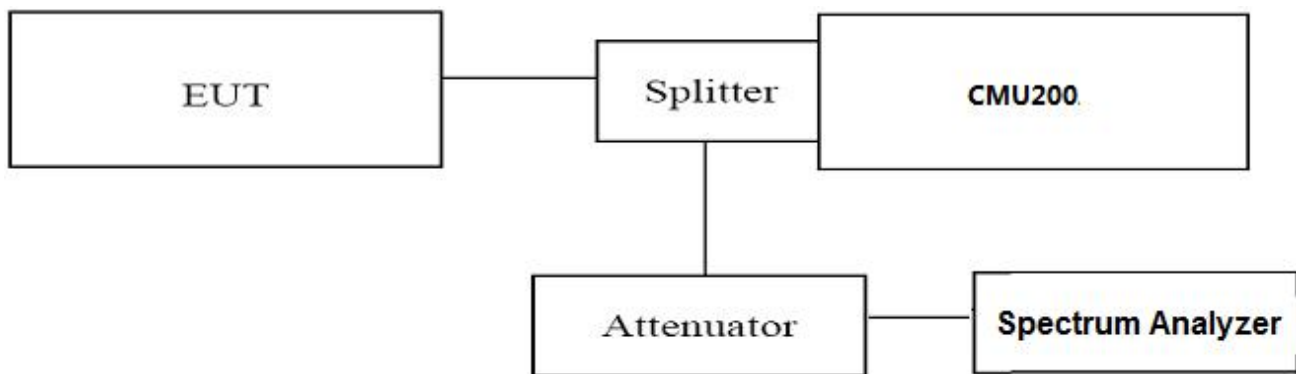 EUT
Splitter
CMU200.
Attenuator
Spectrum Analyzer